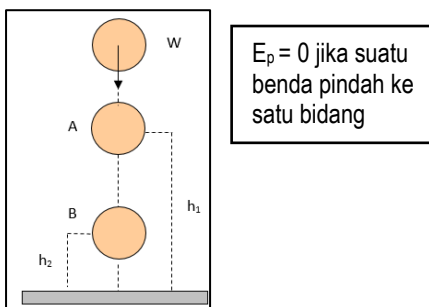 W
A
B
h₁
h₂
Eₚ = 0 jika suatu
benda pindah ke
satu bidang